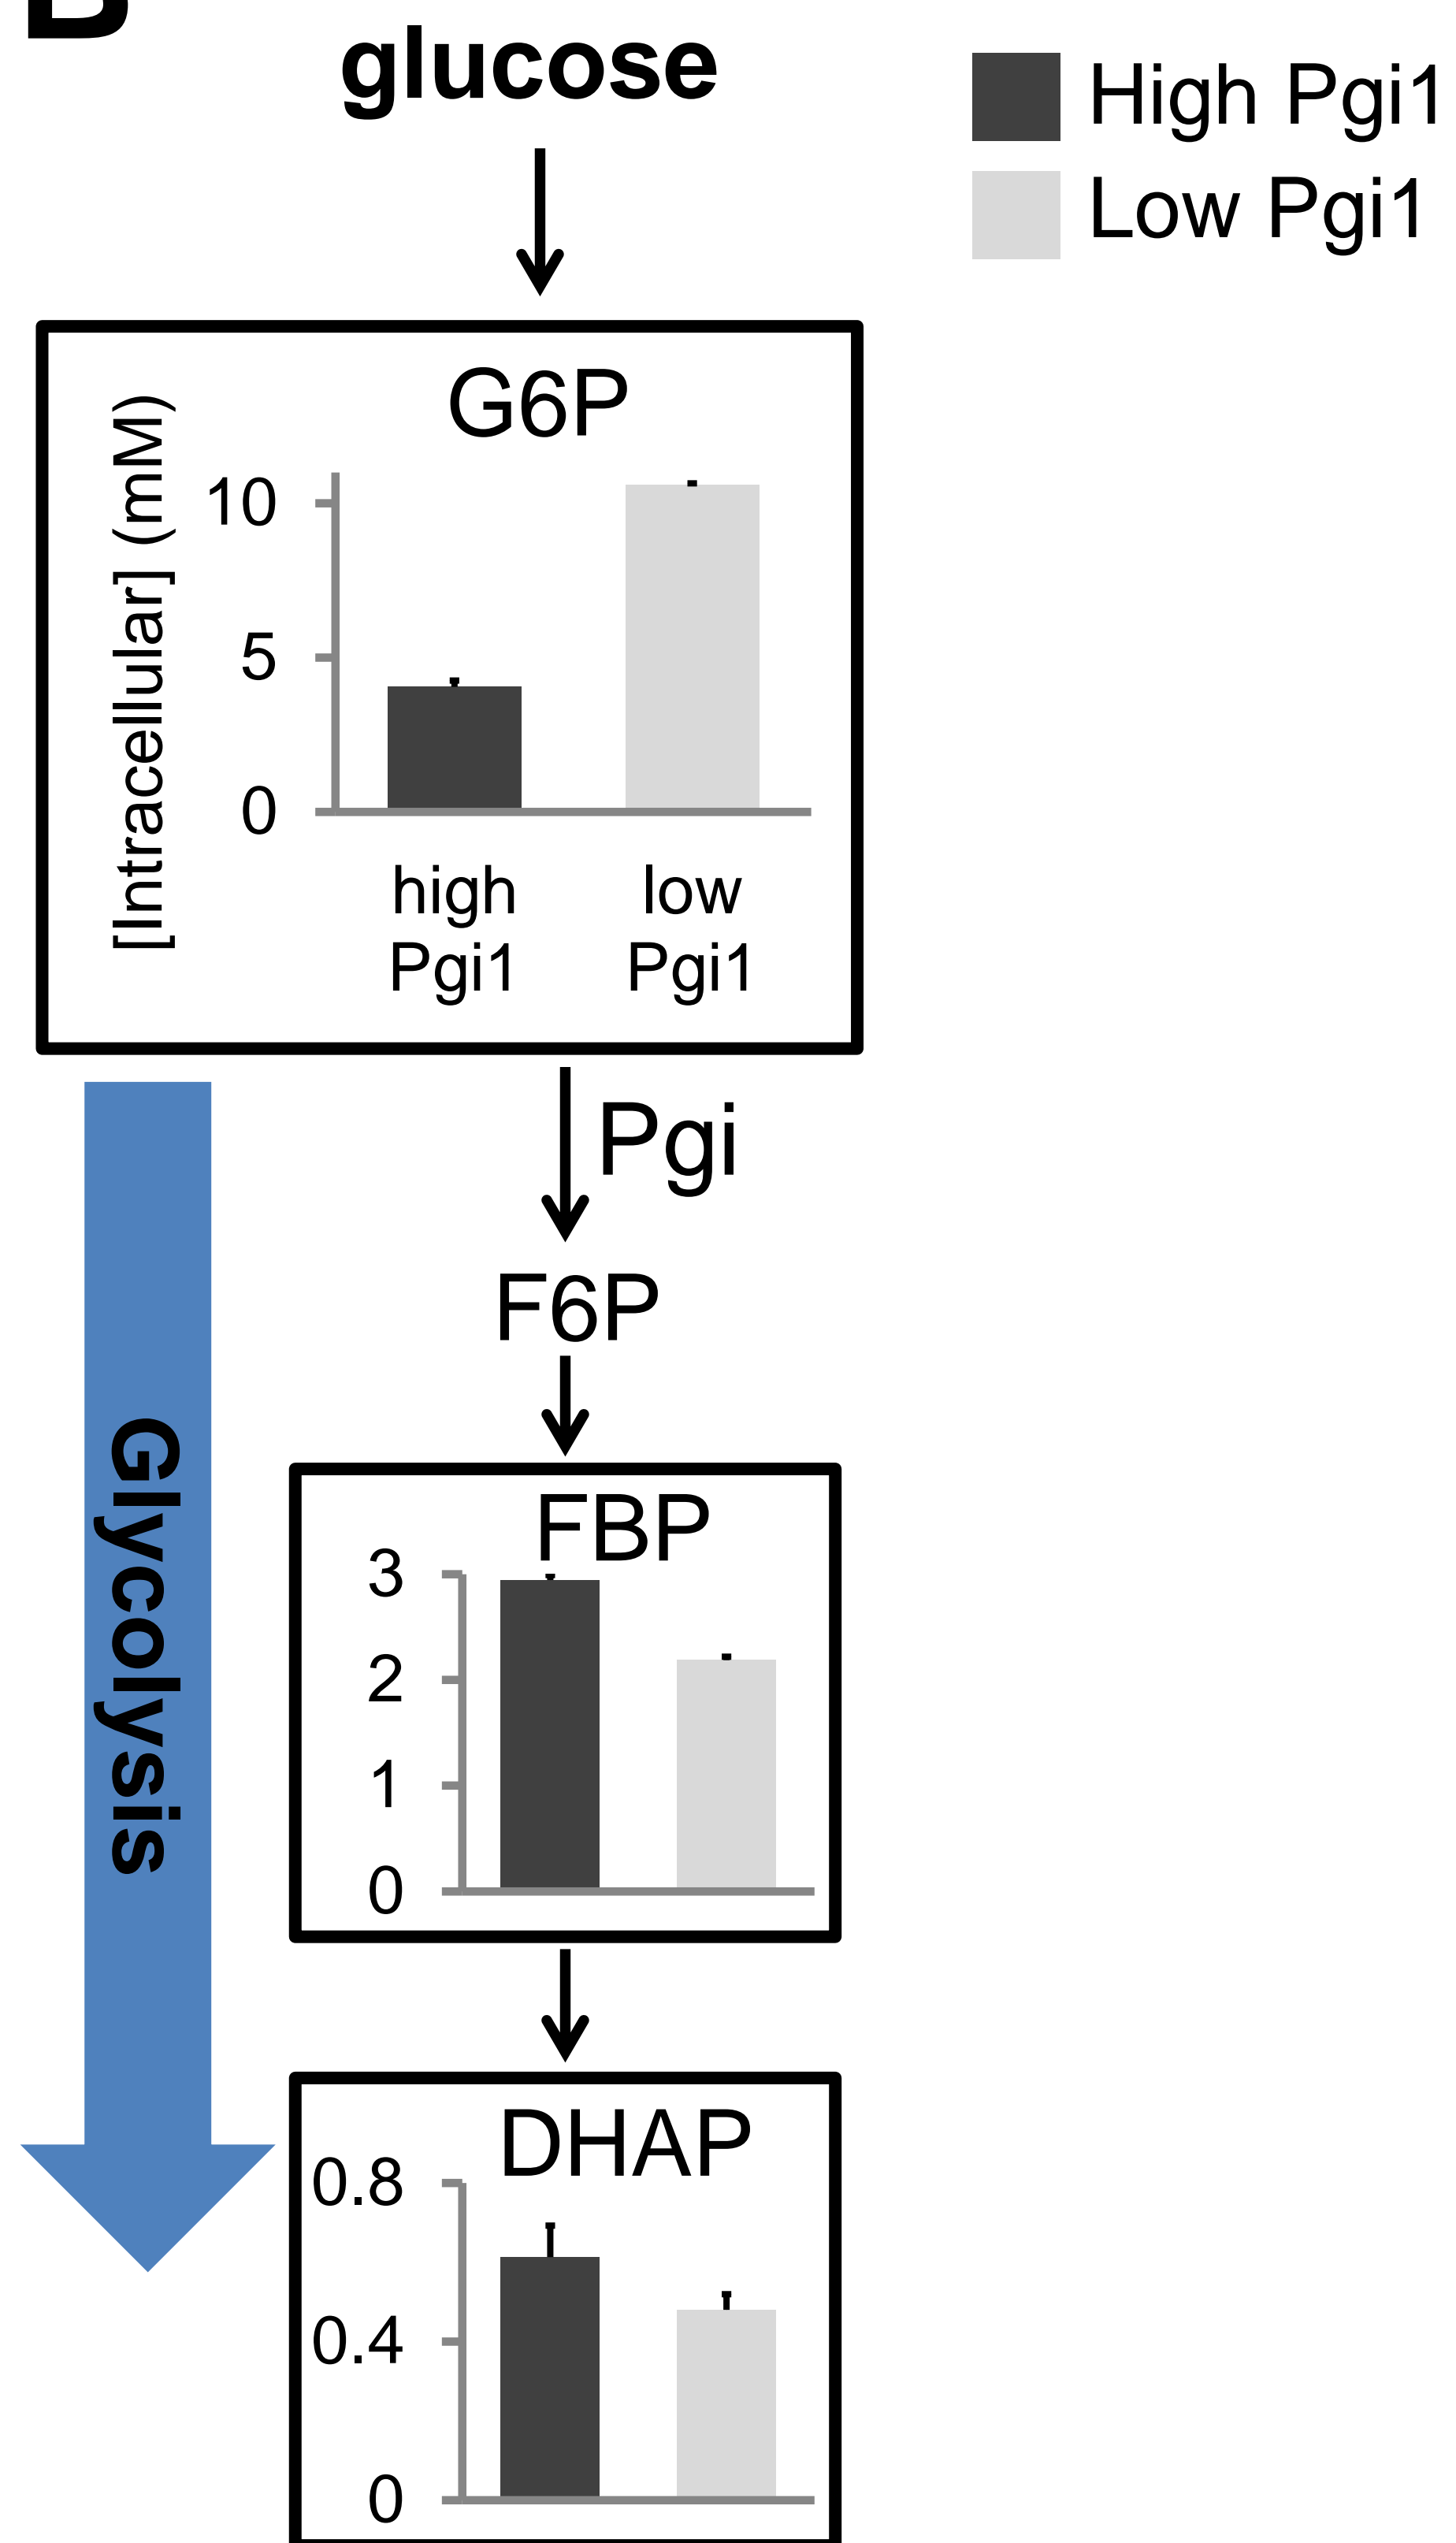 B
glucose
High Pgi1
Low Pgi1
G6P
[Intracellular] (mM)
10
5
0
high
Pgi1
low
Pgi1
Pgi
F6P
Glycolysis
FBP
3
2
1
0
DHAP
0.8
0.4
0